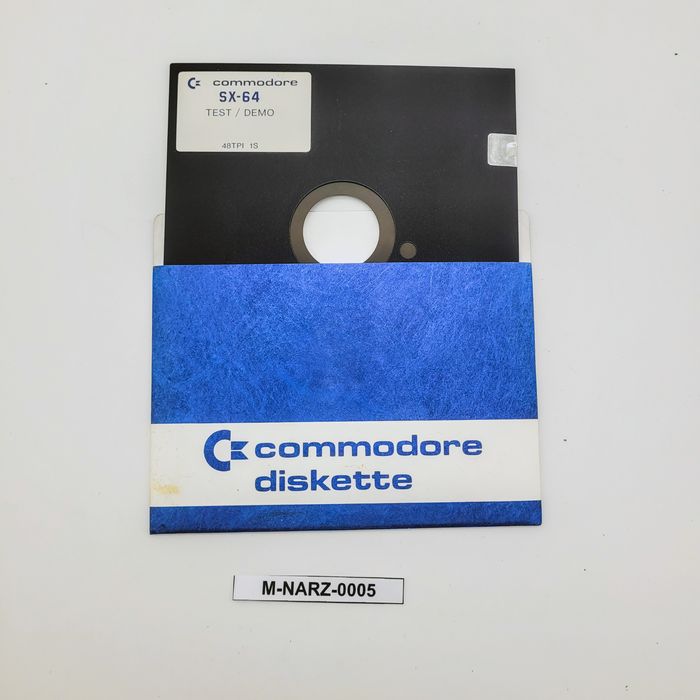 commodore
SX-64
TEST / DEMO
48TPI 1S
commodore
diskette
M-NARZ-0005